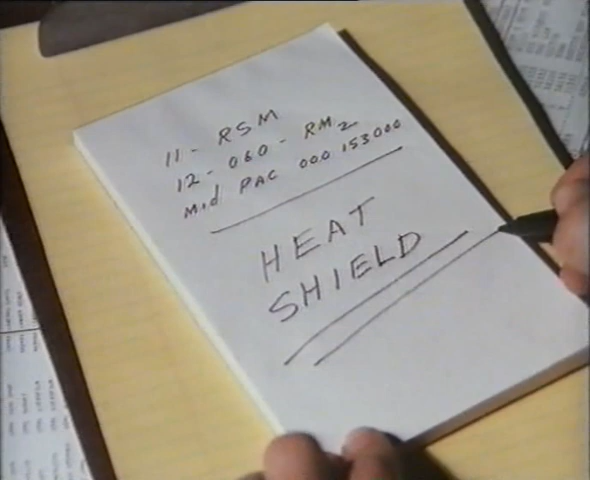 11 - RSM
12 - 060 - RM2
Mid PAC 000 153000
HEAT
SHIELD